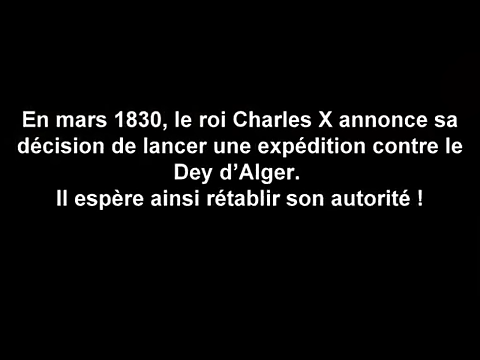 En mars 1830, le roi Charles X annonce sa
décision de lancer une expédition contre le
Dey d’Alger.
Il espère ainsi rétablir son autorité !